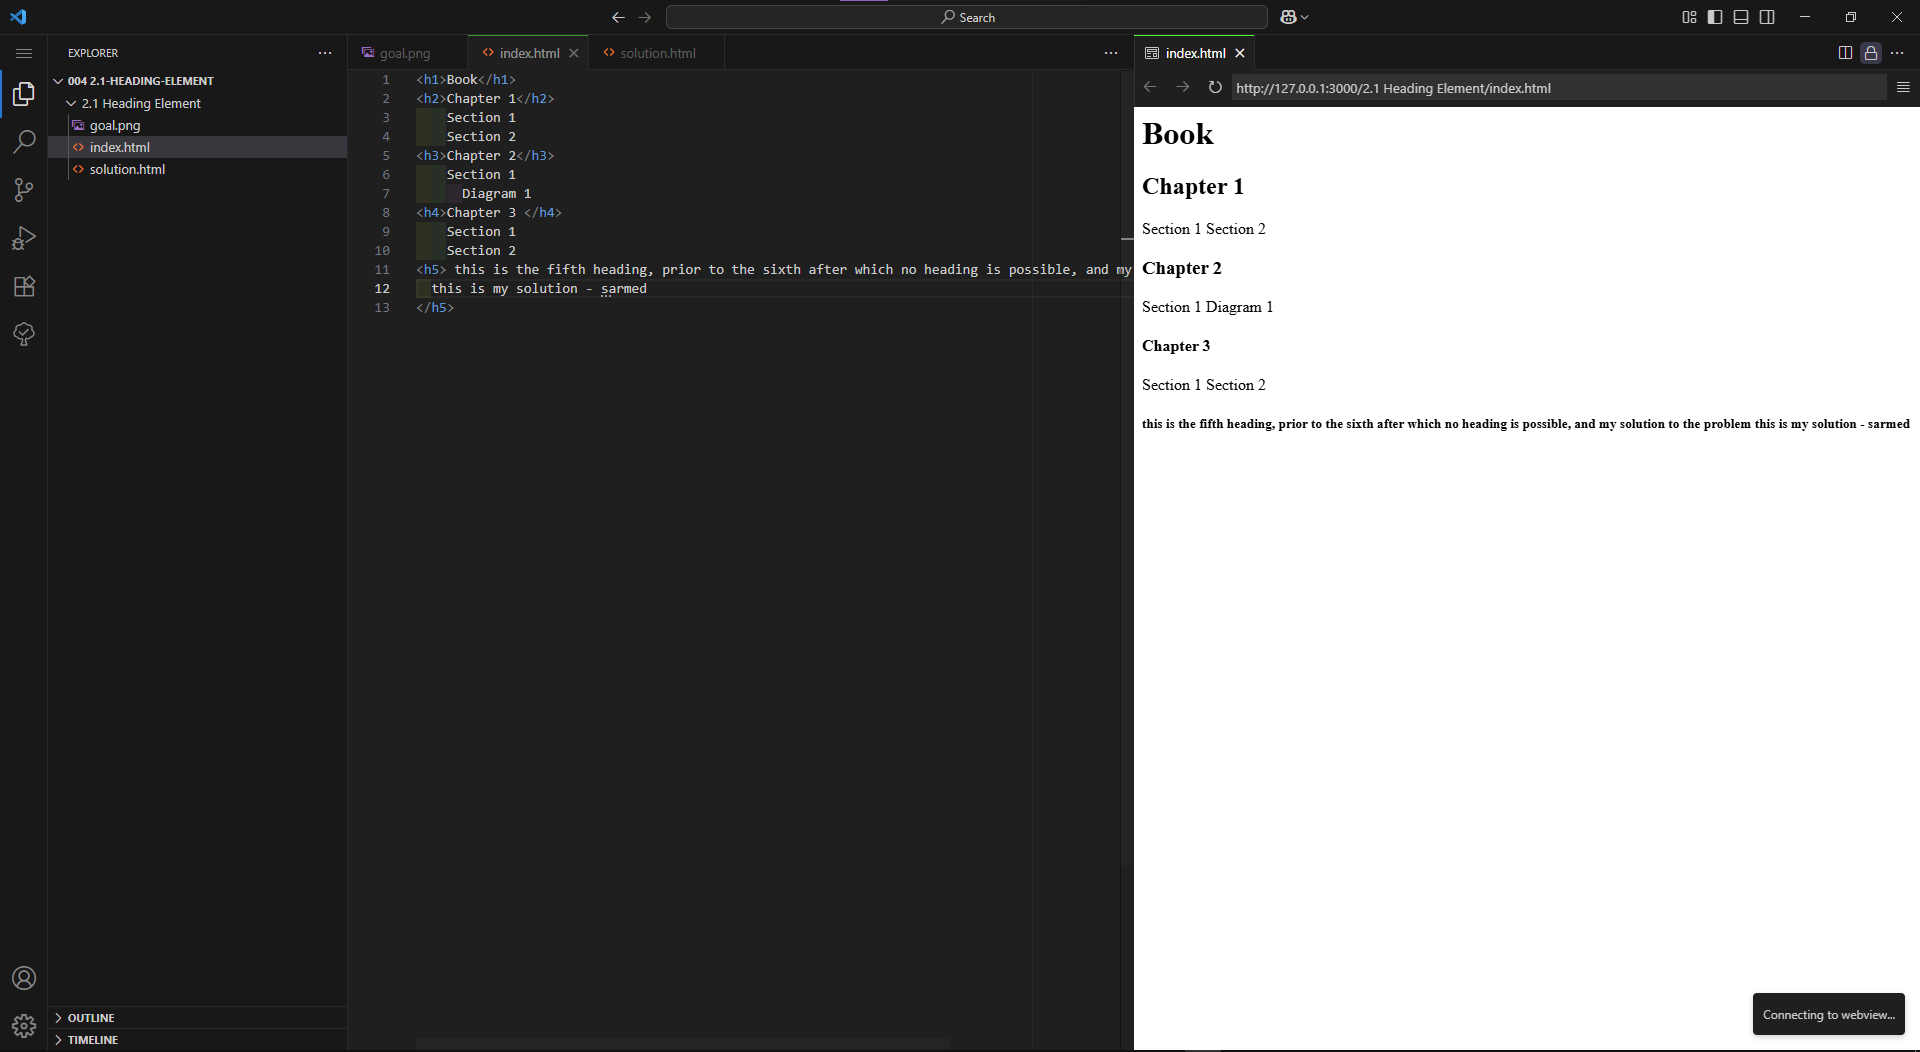 Search
EXPLORER
004 2.1-HEADING-ELEMENT
2.1 Heading Element
goal.png
index.html
solution.html
OUTLINE
TIMELINE
goal.png
index.html
solution.html
1 <h1>Book</h1>
2 <h2>Chapter 1</h2>
3 Section 1
4 Section 2
5 <h3>Chapter 2</h3>
6 Section 1
7 Diagram 1
8 <h4>Chapter 3 </h4>
9 Section 1
10 Section 2
11 <h5> this is the fifth heading, prior to the sixth after which no heading is possible, and my
12 this is my solution - sarmed
13 </h5>
index.html
http://127.0.0.1:3000/2.1 Heading Element/index.html
Book
Chapter 1
Section 1 Section 2
Chapter 2
Section 1 Diagram 1
Chapter 3
Section 1 Section 2
this is the fifth heading, prior to the sixth after which no heading is possible, and my solution to the problem this is my solution - sarmed
Connecting to webview...